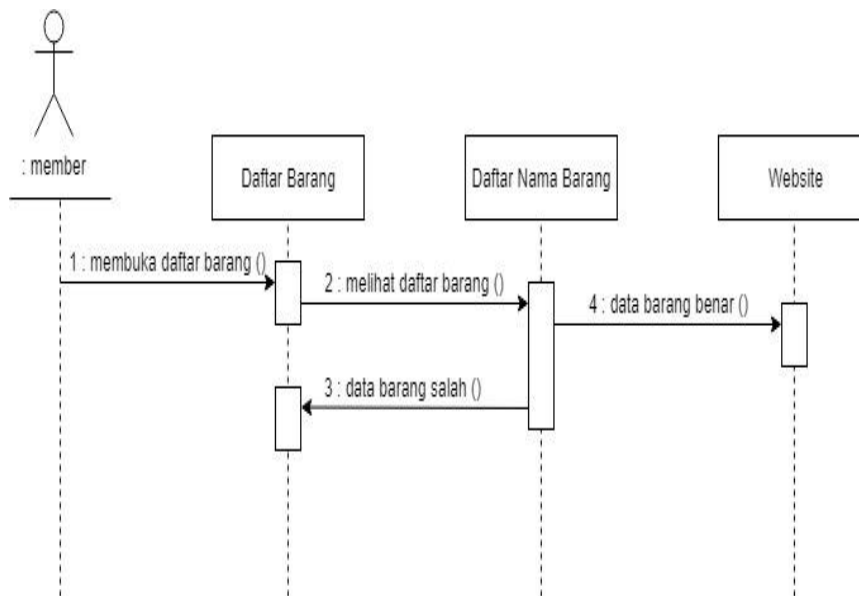 : member
Daftar Barang
Daftar Nama Barang
Website
1 : membuka daftar barang ()
2 : melihat daftar barang ()
4 : data barang benar ()
3 : data barang salah ()